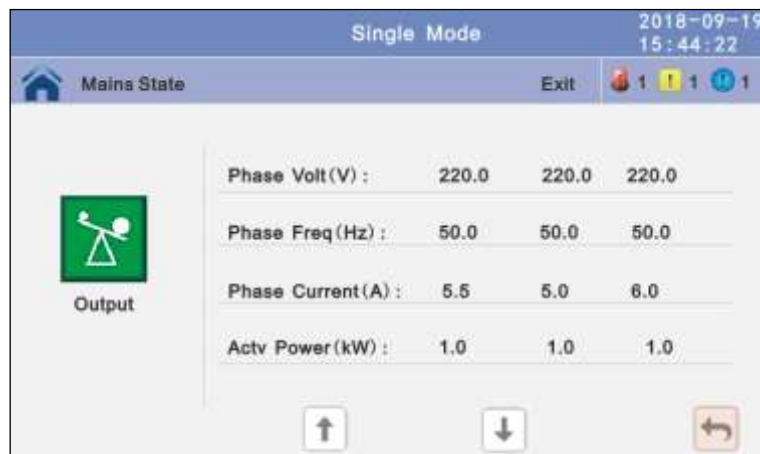 Single Mode
2018-09-19
15:44:22
Mains State
Exit
1
! 1
! 1
Phase Volt(V): 220.0 220.0 220.0
Phase Freq(Hz): 50.0 50.0 50.0
Phase Current(A): 5.5 5.0 6.0
Actv Power(kW): 1.0 1.0 1.0
Output